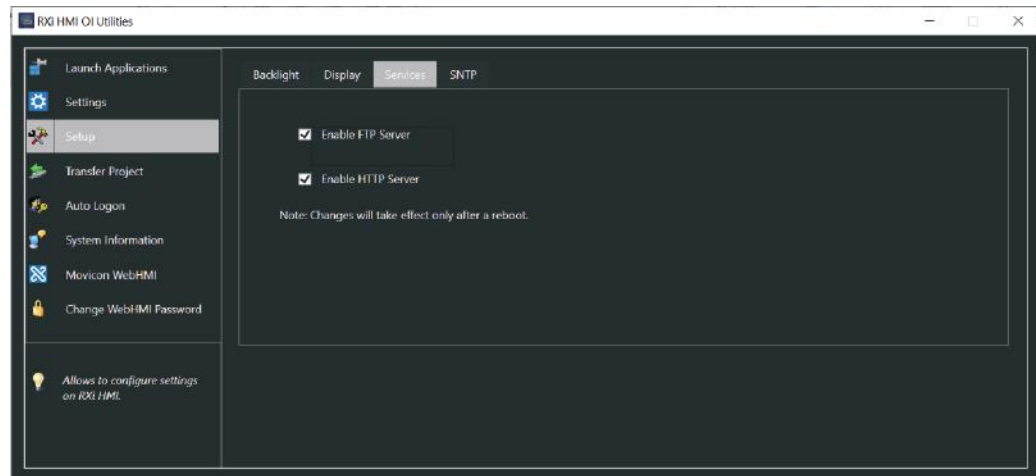 RXi HMI OI Utilities
Launch Applications
Settings
Setup
Transfer Project
Auto Logon
System Information
Movicon WebHMI
Change WebHMI Password
Allows to configure settings
on RXi HMI.
Backlight Display Services SNTP
Enable FTP Server
Enable HTTP Server
Note: Changes will take effect only after a reboot.